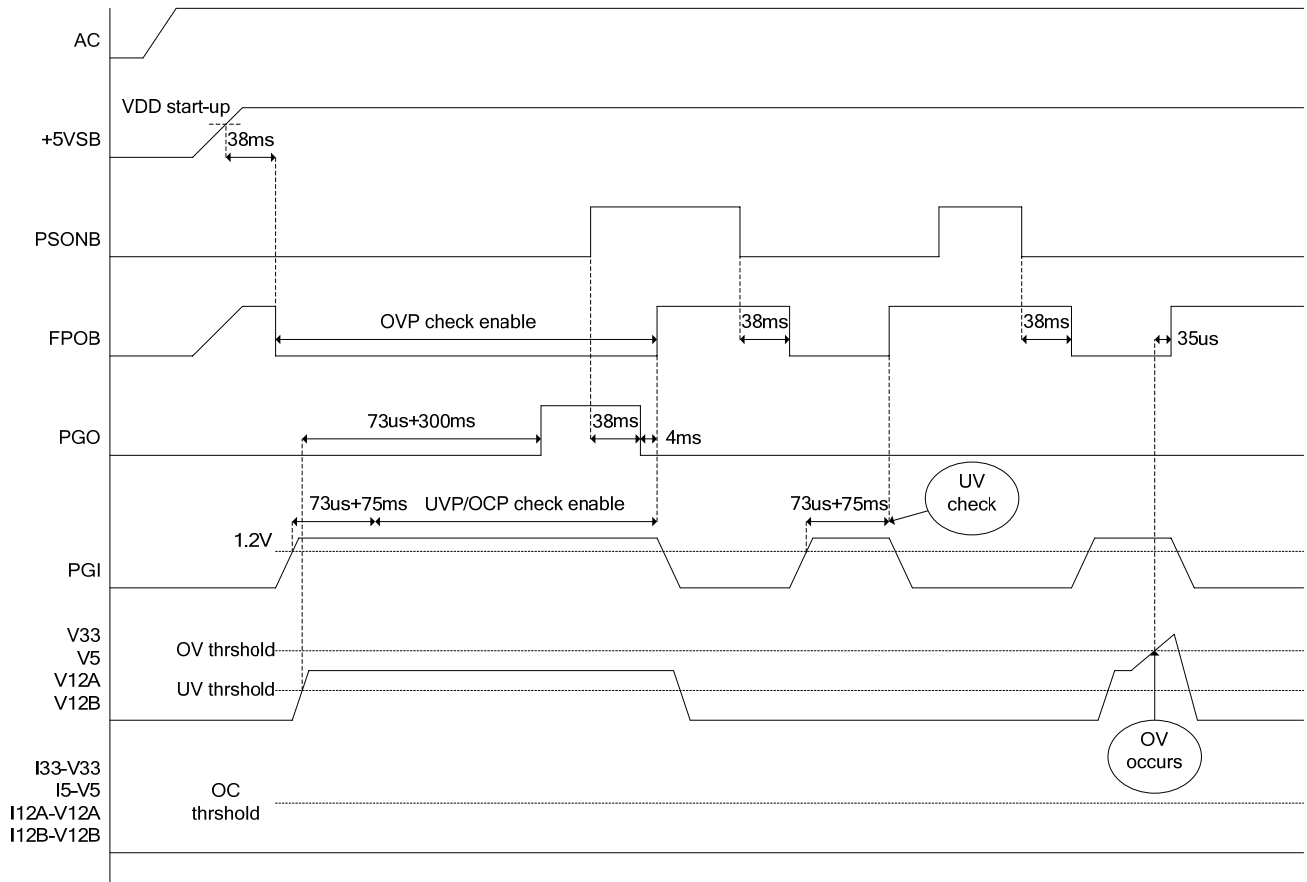 AC
VDD start-up
+5VSB
38ms
PSONB
FPOB
OVP check enable
38ms
38ms
35us
PGO
73us+300ms
38ms
4ms
73us+75ms
UVP/OCP check enable
73us+75ms
UV
check
1.2V
PGI
V33
V5
V12A
V12B
OV thrshold
UV thrshold
OV
occurs
I33-V33
I5-V5
I12A-V12A
I12B-V12B
OC
thrshold